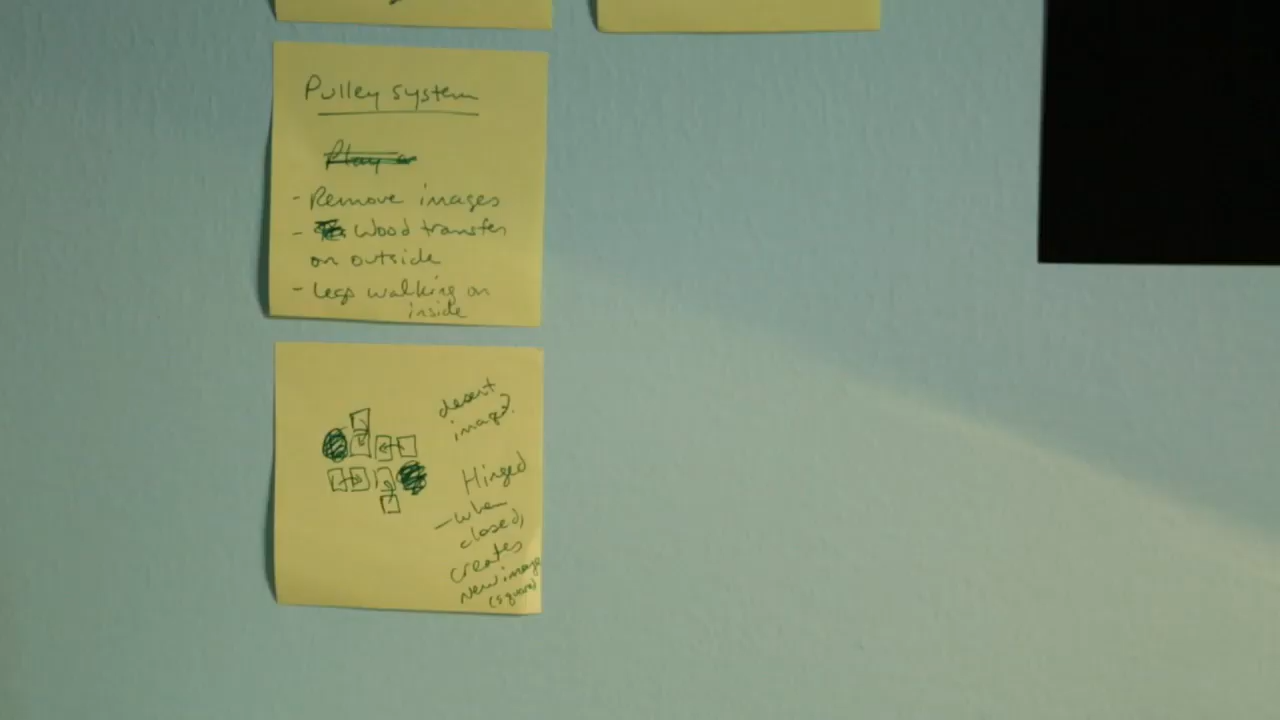 Pulley system
- Remove images
- Wood transfer
on outside
- Legs walking on
inside
desert
image?
Hinged
- when
closed,
creates
New image
(square)